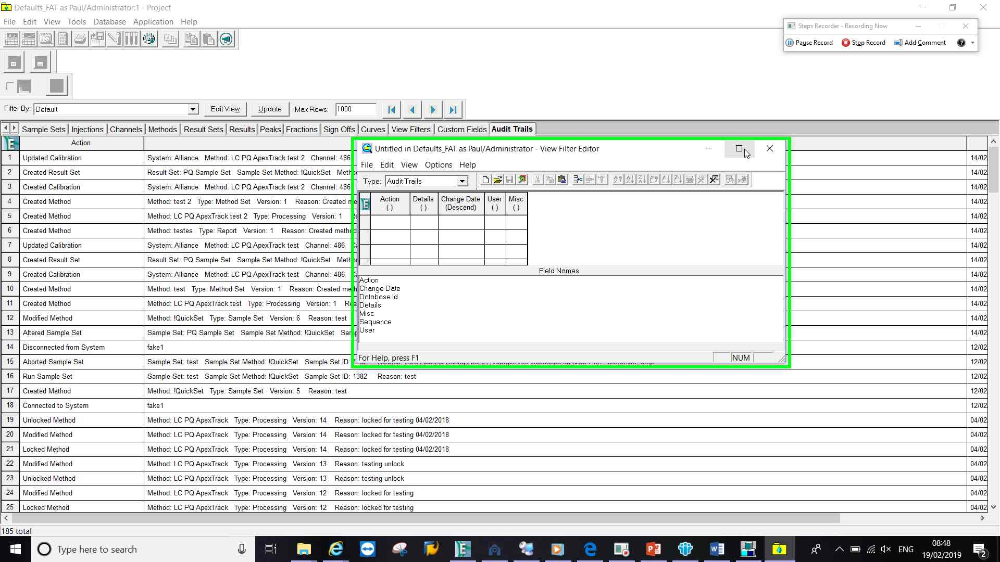 Defaults_FAT as Paul/Administrator:1 - Project
File Edit View Tools Database Application Help
Steps Recorder - Recording Now
Pause Record Stop Record Add Comment
Filter By: Default Edit View Update Max Rows: 1000
Sample Sets Injections Channels Methods Result Sets Results Peaks Fractions Sign Offs Curves View Filters Custom Fields Audit Trails
Action
1 Updated Calibration System: Alliance Method: LC PQ ApexTrack test 2 Channel: 486 14/02
2 Created Result Set Result Set: PQ Sample Set Sample Set Method: !QuickSet 14/02
3 Created Calibration System: Alliance Method: LC PQ ApexTrack test 2 Channel: 486 14/02
4 Created Method Method: test 2 Type: Method Set Version: 1 Reason: Created 14/02
5 Created Method Method: LC PQ ApexTrack test 2 Type: Processing Version: 1 14/02
6 Created Method Method: testes Type: Report Version: 1 Reason: Created method 14/02
7 Updated Calibration System: Alliance Method: LC PQ ApexTrack test Channel: 486 14/02
8 Created Result Set Result Set: PQ Sample Set Sample Set Method: !QuickSet 14/02
9 Created Calibration System: Alliance Method: LC PQ ApexTrack test Channel: 486 14/02
10 Created Method Method: test Type: Method Set Version: 1 Reason: Created 14/02
11 Created Method Method: LC PQ ApexTrack test Type: Processing Version: 1 14/02
12 Modified Method Method: !QuickSet Type: Sample Set Version: 6 Reason: test 14/02
13 Altered Sample Set Sample Set: PQ Sample Set Sample Set Method: !QuickSet 14/02
14 Disconnected from System fake1 12/02
15 Aborted Sample Set Sample Set: test Sample Set Method: !QuickSet Sample Set ID: 12/02
16 Run Sample Set Sample Set: test Sample Set Method: !QuickSet Sample Set ID: 1382 Reason: test 12/02
17 Created Method Method: !QuickSet Type: Sample Set Version: 5 Reason: test 12/02
18 Connected to System fake1 12/02
19 Unlocked Method Method: LC PQ ApexTrack Type: Processing Version: 14 Reason: locked for testing 04/02/2018 04/02
20 Modified Method Method: LC PQ ApexTrack Type: Processing Version: 14 Reason: locked for testing 04/02/2018 04/02
21 Locked Method Method: LC PQ ApexTrack Type: Processing Version: 14 Reason: locked for testing 04/02/2018 04/02
22 Modified Method Method: LC PQ ApexTrack Type: Processing Version: 13 Reason: testing unlock 04/02
23 Unlocked Method Method: LC PQ ApexTrack Type: Processing Version: 13 Reason: testing unlock 04/02
24 Modified Method Method: LC PQ ApexTrack Type: Processing Version: 12 Reason: locked for testing 04/02
25 Locked Method Method: LC PQ ApexTrack Type: Processing Version: 12 Reason: locked for testing 04/02
Untitled in Defaults_FAT as Paul/Administrator - View Filter Editor
File Edit View Options Help
Type: Audit Trails
Action Details Change Date User Misc
( ) ( ) (Descend) ( ) ( )
Field Names
Action
Change Date
Database Id
Details
Misc
Sequence
User
For Help, press F1 NUM
185 total
Type here to search
ENG
08:48
19/02/2019
2